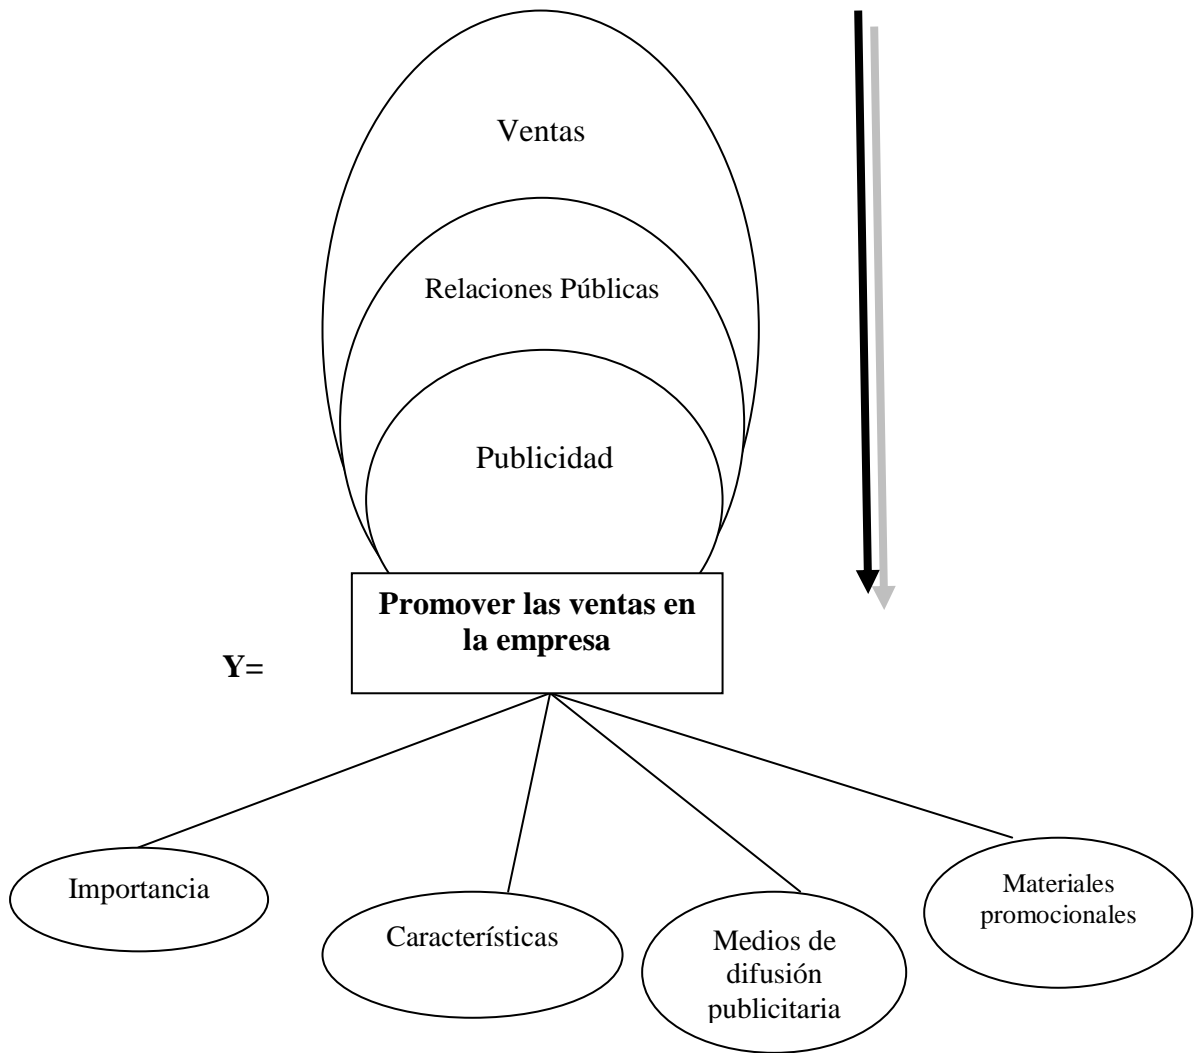 Ventas
Relaciones Públicas
Publicidad
Promover las ventas en
la empresa
Y=
Importancia
Características
Medios de
difusión
publicitaria
Materiales
promocionales